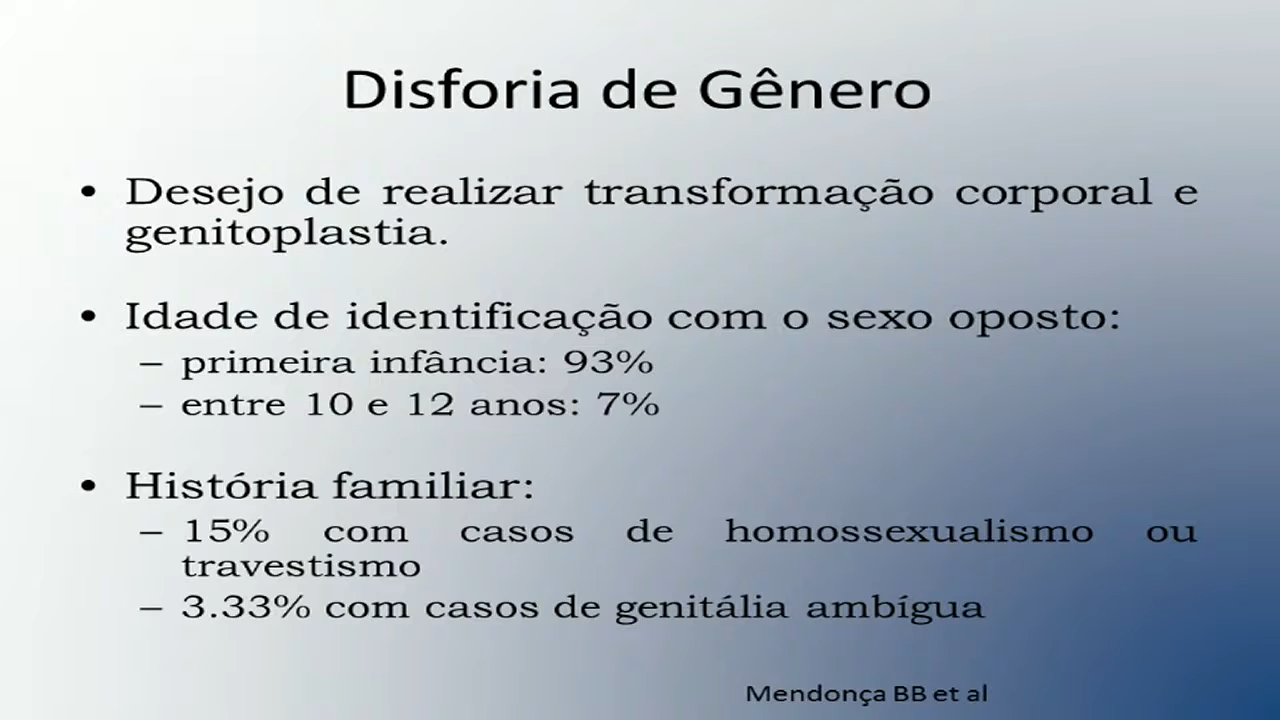 Disforia de Gênero
• Desejo de realizar transformação corporal e
genitoplastia.
• Idade de identificação com o sexo oposto:
– primeira infância: 93%
– entre 10 e 12 anos: 7%
• História familiar:
– 15% com casos de homossexualismo ou
travestismo
– 3.33% com casos de genitália ambígua
Mendonça BB et al